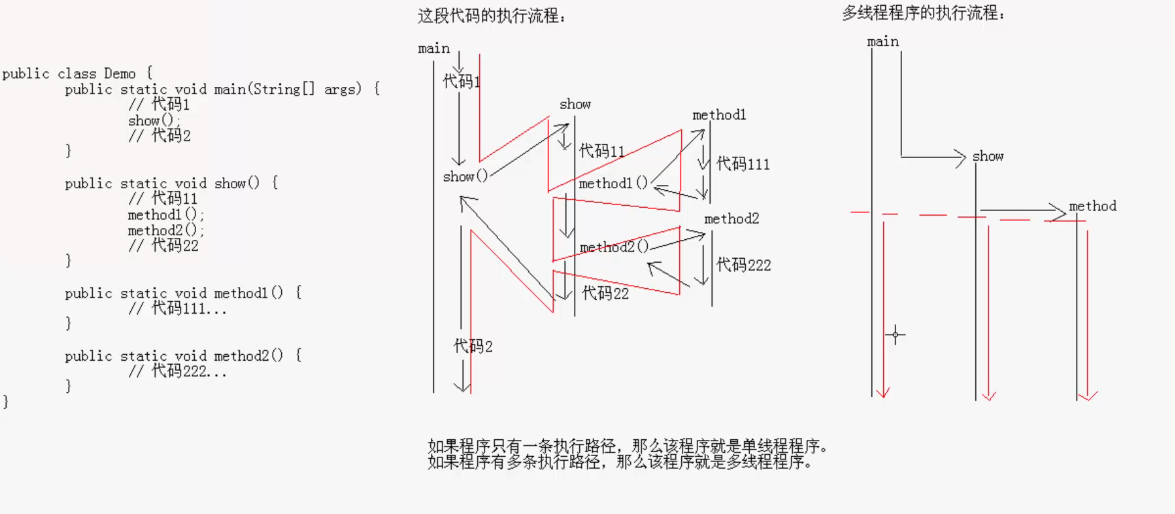 public class Demo {
public static void main(String[] args) {
// 代码1
show();
// 代码2
}
public static void show() {
// 代码11
method1();
method2();
// 代码22
}
public static void method1() {
// 代码111...
}
public static void method2() {
// 代码222...
}
}
这段代码的执行流程：
main
代码1
show()
代码2
show
代码11
method1()
method2()
代码22
method1
代码111
method2
代码222
多线程程序的执行流程：
main
show
method
如果程序只有一条执行路径，那么该程序就是单线程程序。
如果程序有多条执行路径，那么该程序就是多线程程序。